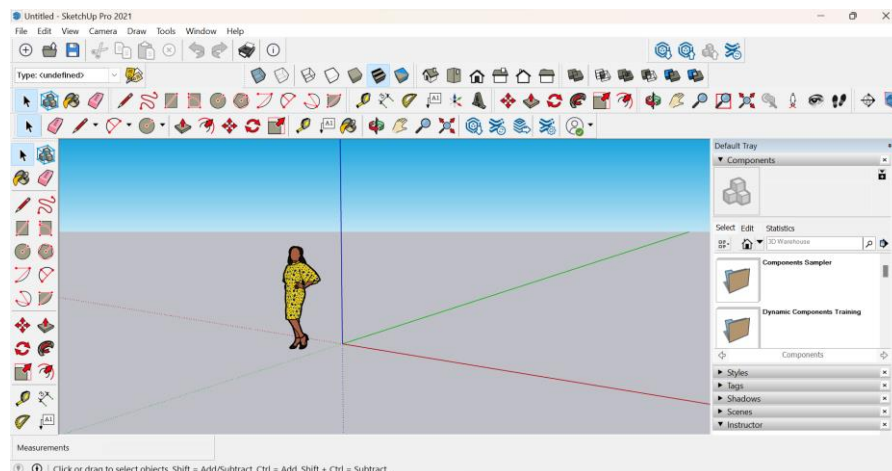 Untitled - SketchUp Pro 2021
File Edit View Camera Draw Tools Window Help
Type: <undefined>
Default Tray
Components
Select Edit Statistics
3D Warehouse
Components Sampler
Dynamic Components Training
Components
Styles
Tags
Shadows
Scenes
Instructor
Measurements
Click or drag to select objects. Shift = Add/Subtract. Ctrl = Add. Shift + Ctrl = Subtract.